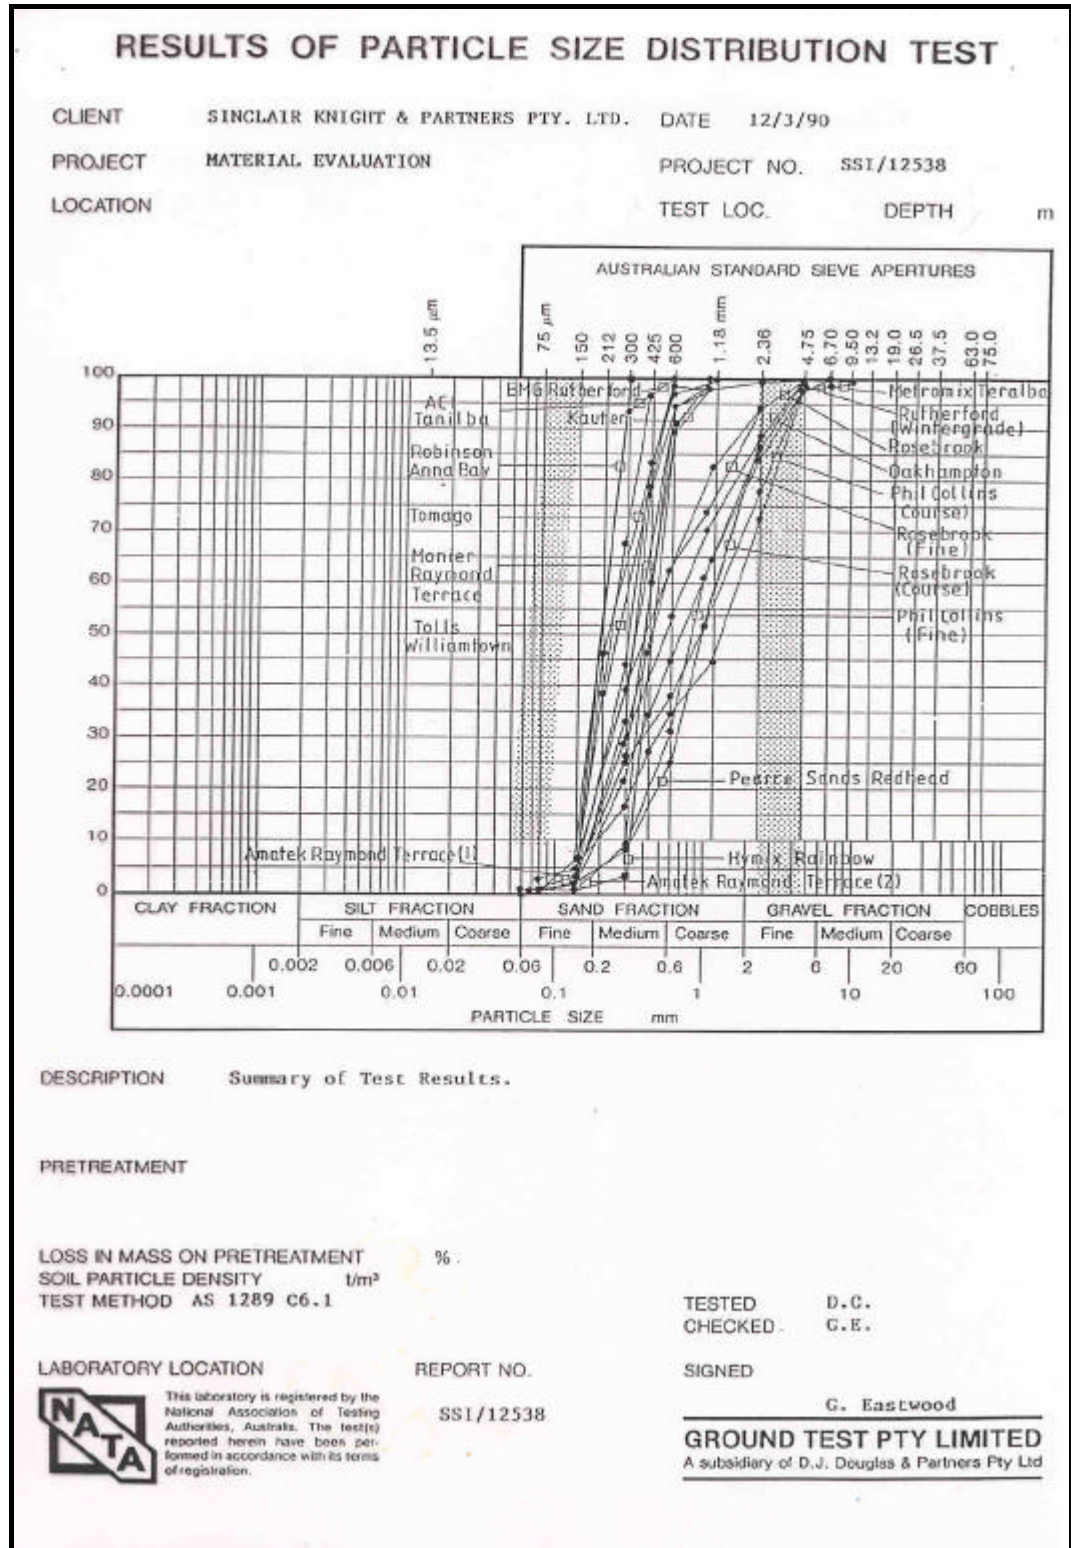 RESULTS OF PARTICLE SIZE DISTRIBUTION TEST
CLIENT SINCLAIR KNIGHT & PARTNERS PTY. LTD. DATE 12/3/90
PROJECT MATERIAL EVALUATION PROJECT NO. SSI/12538
LOCATION TEST LOC. DEPTH m
AUSTRALIAN STANDARD SIEVE APERTURES
13.5 µm 75 µm 150 212 300 425 600 1.18 mm 2.36 4.75 6.70 9.50 13.2 19.0 26.5 37.5 63.0 75.0
100
90
80
70
60
50
40
30
20
10
0
BMG Rutherford
ACI
Tanilba
Kauter
Robinson
Anna Bay
Tomago
Monier
Raymond
Terrace
Tolls
Williamtown
Metromix Teralba
Rutherford
(Wintergrade)
Rosebrook
Oakhampton
Phil Collins
(Course)
Rosebrook
(Fine)
Rosebrook
(Course)
Phil Collins
(Fine)
Pearce Sands Redhead
Amatek Raymond Terrace (1)
Hymix Rainbow
Amatek Raymond Terrace (2)
CLAY FRACTION SILT FRACTION SAND FRACTION GRAVEL FRACTION COBBLES
Fine Medium Coarse Fine Medium Coarse Fine Medium Coarse
0.002 0.006 0.02 0.06 0.2 0.6 2 6 20 60
0.0001 0.001 0.01 0.1 1 10 100
PARTICLE SIZE mm
DESCRIPTION Summary of Test Results.
PRETREATMENT
LOSS IN MASS ON PRETREATMENT %
SOIL PARTICLE DENSITY t/m³
TEST METHOD AS 1289 C6.1
TESTED D.C.
CHECKED G.E.
LABORATORY LOCATION REPORT NO. SIGNED
NATA
This laboratory is registered by the
National Association of Testing
Authorities, Australia. The test(s)
reported herein have been per-
formed in accordance with its terms
of registration.
SSI/12538
G. Eastwood
GROUND TEST PTY LIMITED
A subsidiary of D.J. Douglas & Partners Pty Ltd